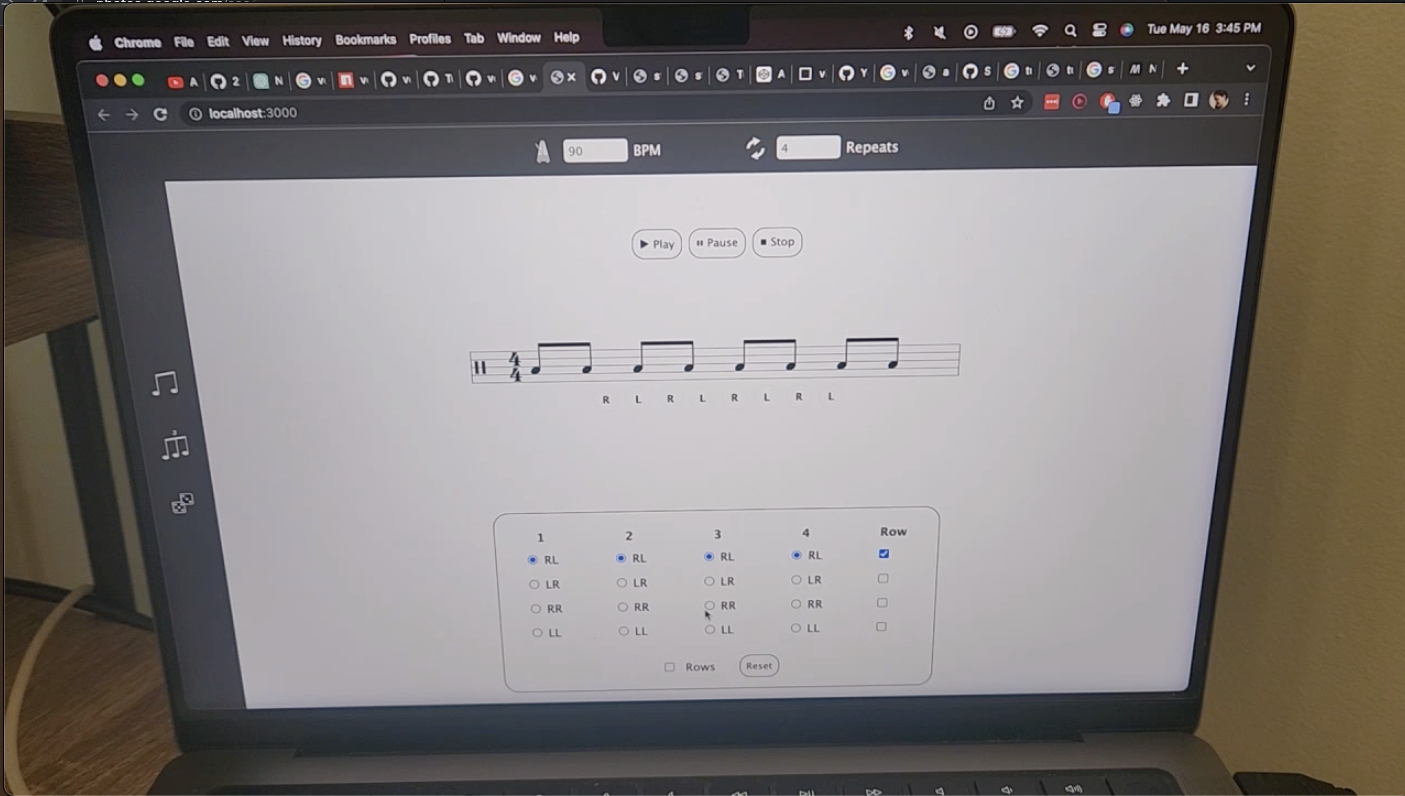 Chrome File Edit View History Bookmarks Profiles Tab Window Help Tue May 16 3:45 PM
A 2 N A Y S M N
localhost:3000
90 BPM 4 Repeats
Play Pause Stop
4
4
R L R L R L R L
3
1 2 3 4 Row
RL RL RL RL
LR LR LR LR
RR RR RR RR
LL LL LL LL
Rows Reset